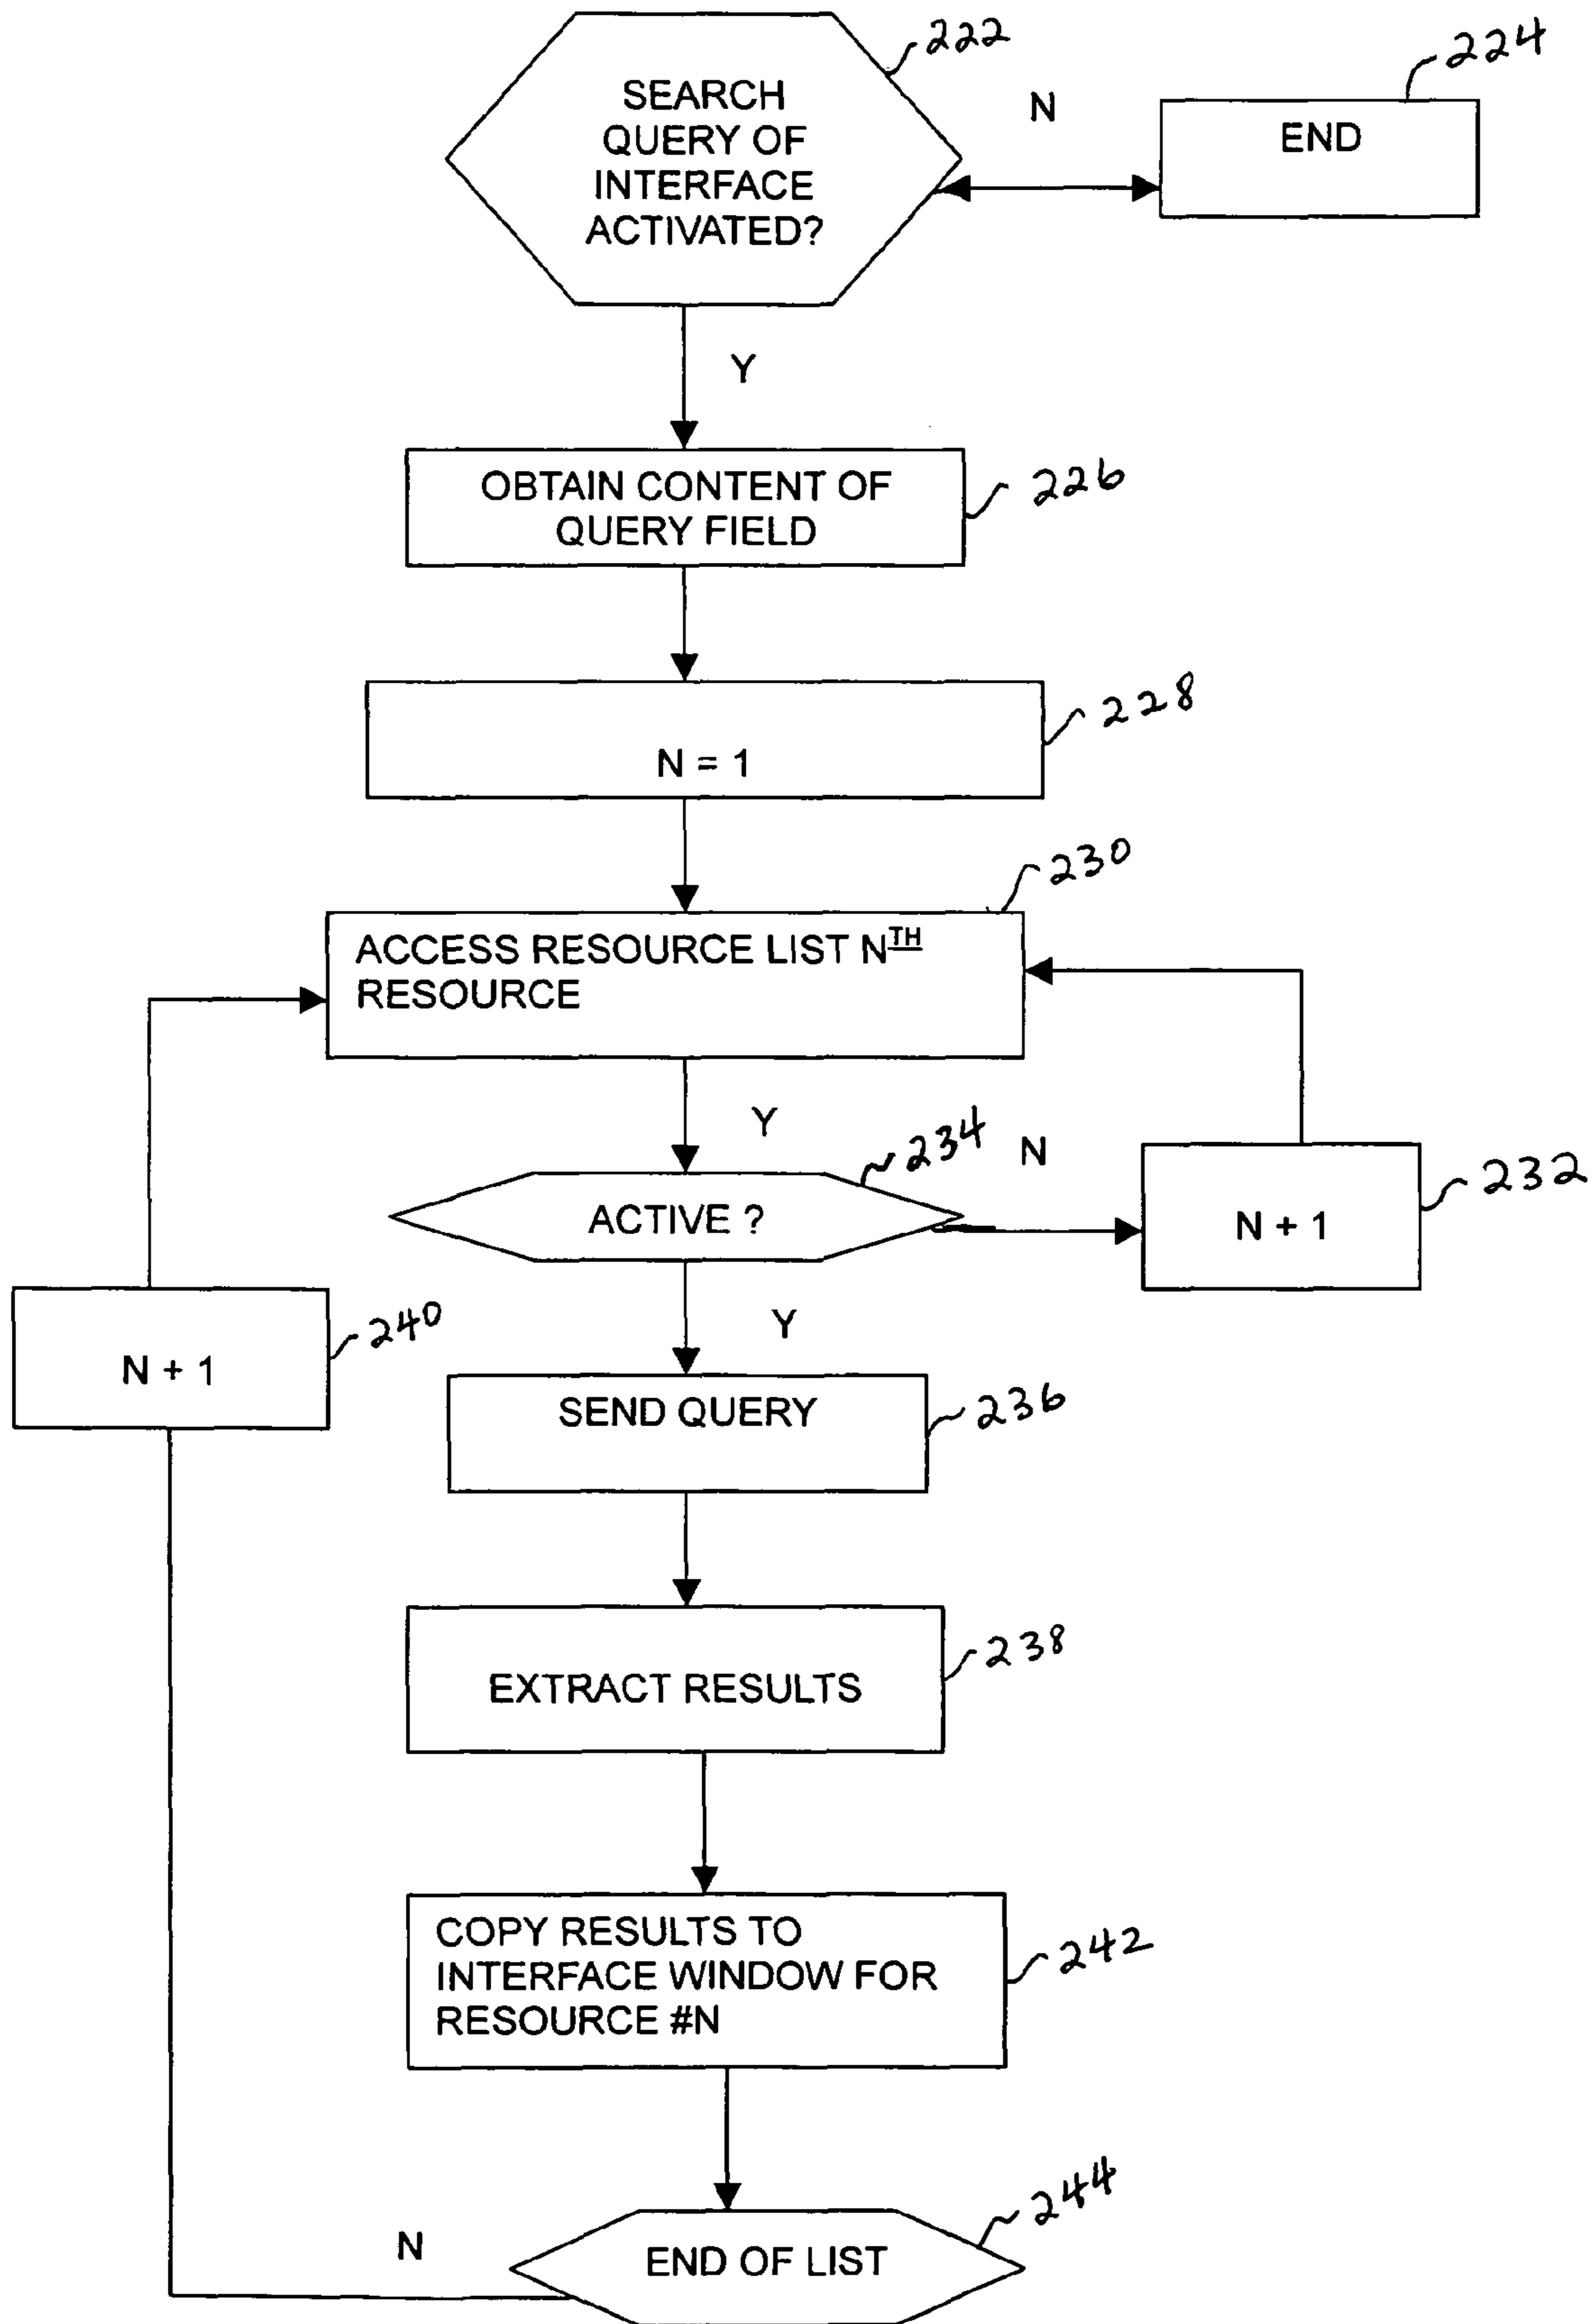 222
SEARCH
QUERY OF
INTERFACE
ACTIVATED?
N
224
END
Y
OBTAIN CONTENT OF
QUERY FIELD
226
228
N = 1
230
ACCESS RESOURCE LIST NTH
RESOURCE
Y
234
N
ACTIVE ?
232
N + 1
240
N + 1
Y
SEND QUERY
236
238
EXTRACT RESULTS
COPY RESULTS TO
INTERFACE WINDOW FOR
RESOURCE #N
242
244
N
END OF LIST